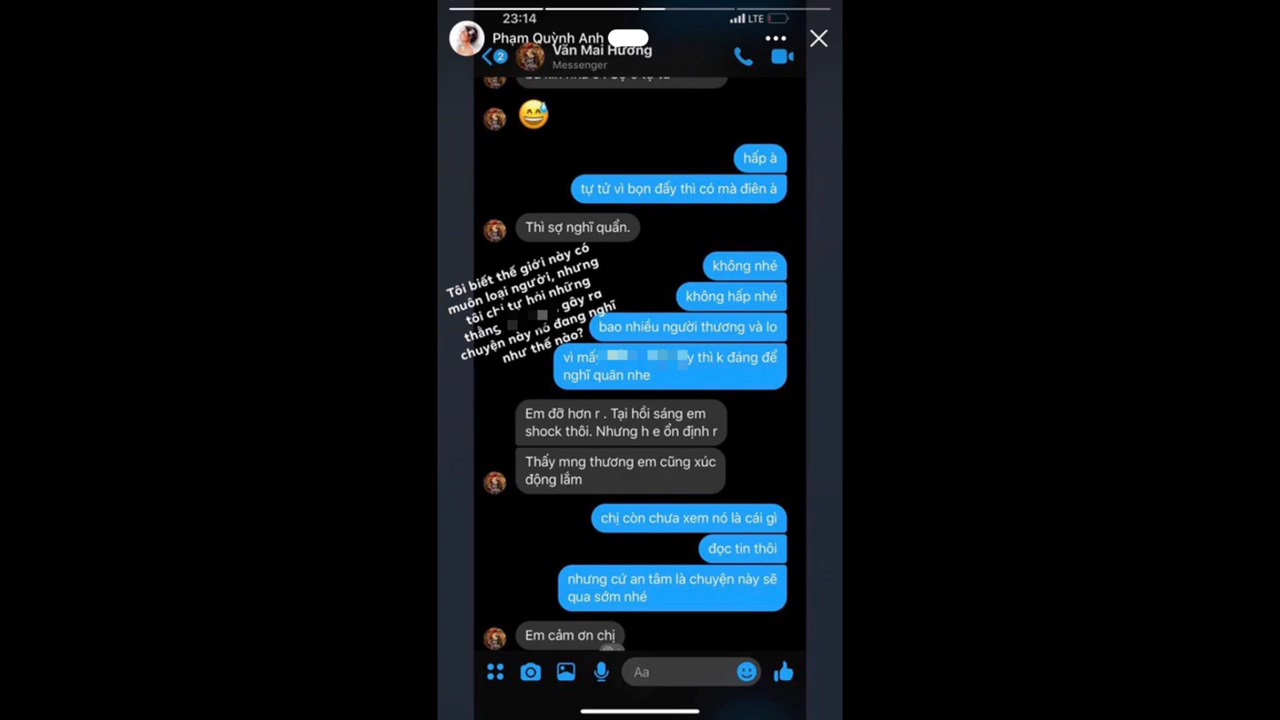 23:14
LTE
Phạm Quỳnh Anh
2
Văn Mai Hương
Messenger
hấp à
tự tử vì bọn đấy thì có mà điên à
Thì sợ nghĩ quẩn.
không nhé
không hấp nhé
bao nhiều người thương và lo
vì mấy
thì k đáng để
nghĩ quãn nhe
Tôi biết thế giới này có
muôn loại người, nhưng
tôi chỉ tự hỏi những
thằng gây ra
chuyện này nó đang nghĩ
như thế nào?
Em đỡ hơn r . Tại hồi sáng em
shock thôi. Nhưng h e ổn định r
Thấy mng thương em cũng xúc
động lắm
chị còn chưa xem nó là cái gì
đọc tin thôi
nhưng cứ an tâm là chuyện này sẽ
qua sớm nhé
Em cảm ơn chị
Aa